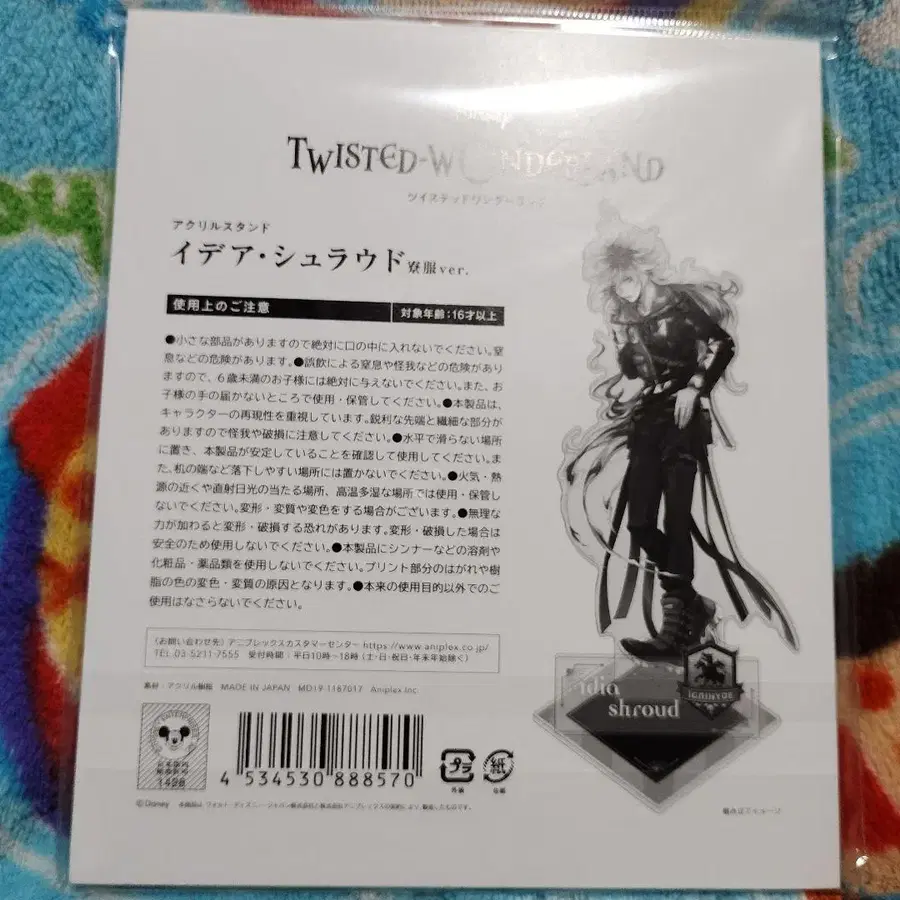 TWISTED-WONDERLAND
ツイステッドワンダーランド
アクリルスタンド
イデア・シュラウド寮服ver.
使用上のご注意
対象年齢:16才以上
●小さな部品がありますので絶対に口の中に入れないでください。窒
息などの危険があります。●誤飲による窒息や怪我などの危険があり
ますので、6歳未満のお子様には絶対に与えないでください。また、お
子様の手の届かないところで使用・保管してください。●本製品は、
キャラクターの再現性を重視しています。鋭利な先端と繊細な部分が
ありますので怪我や破損に注意してください。●水平で滑らない場所
に置き、本製品が安定していることを確認して使用してください。ま
た、机の端など落下しやすい場所には置かないでください。●火気・熱
源の近くや直射日光の当たる場所、高温多湿な場所では使用・保管し
ないでください。変形・変質や変色をする場合がございます。●無理な
力が加わると変形・破損する恐れがあります。変形・破損した場合は
安全のため使用しないでください。●本製品にシンナーなどの溶剤や
化粧品・薬品類を使用しないでください。プリント部分のはがれや樹
脂の色の変色・変質の原因となります。●本来の使用目的以外でのご
使用はなさらないでください。
〈お問い合わせ先〉アニプレックスカスタマーセンター https://www.aniplex.co.jp/
TEL 03-5211-7555 受付時間:平日10時～18時(土・日・祝日・年末年始除く)
素材:アクリル樹脂 MADE IN JAPAN MD19-1167017 Aniplex Inc.
idia
shroud
IGNIHYDE
1498
4 534530 888570
プラ
外装
紙
台紙
©Disney